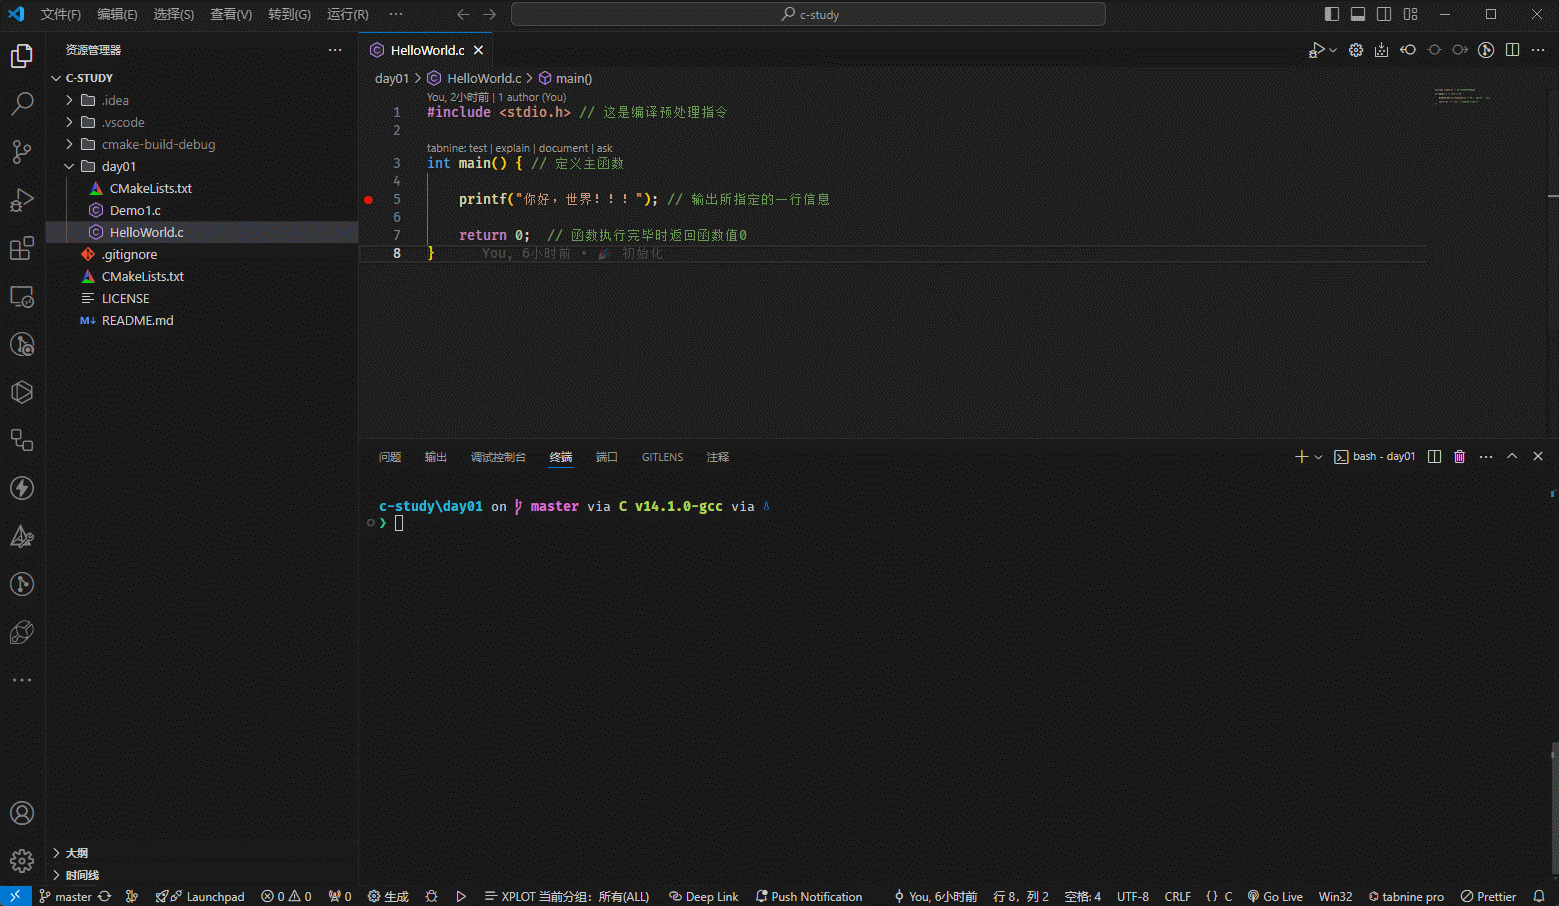 文件(F) 编辑(E) 选择(S) 查看(V) 转到(G) 运行(R) ··· c-study
资源管理器
C-STUDY
.idea
.vscode
cmake-build-debug
day01
CMakeLists.txt
Demo1.c
HelloWorld.c
.gitignore
CMakeLists.txt
LICENSE
README.md
大纲
时间线
HelloWorld.c
day01 > HelloWorld.c > main()
You, 2小时前 | 1 author (You)
1 #include <stdio.h> // 这是编译预处理指令
2
tabnine: test | explain | document | ask
3 int main() { // 定义主函数
4
5 printf("你好，世界！！！"); // 输出所指定的一行信息
6
7 return 0;  // 函数执行完毕时返回函数值0
8 } You, 6小时前 • 🎉 初始化
问题 输出 调试控制台 终端 端口 GITLENS 注释 bash - day01
c-study\day01 on master via C v14.1.0-gcc via
❯
master Launchpad 0 0 0 生成 XPLOT 当前分组：所有(ALL) Deep Link Push Notification You, 6小时前 行 8，列 2 空格: 4 UTF-8 CRLF {} C Go Live Win32 tabnine pro Prettier